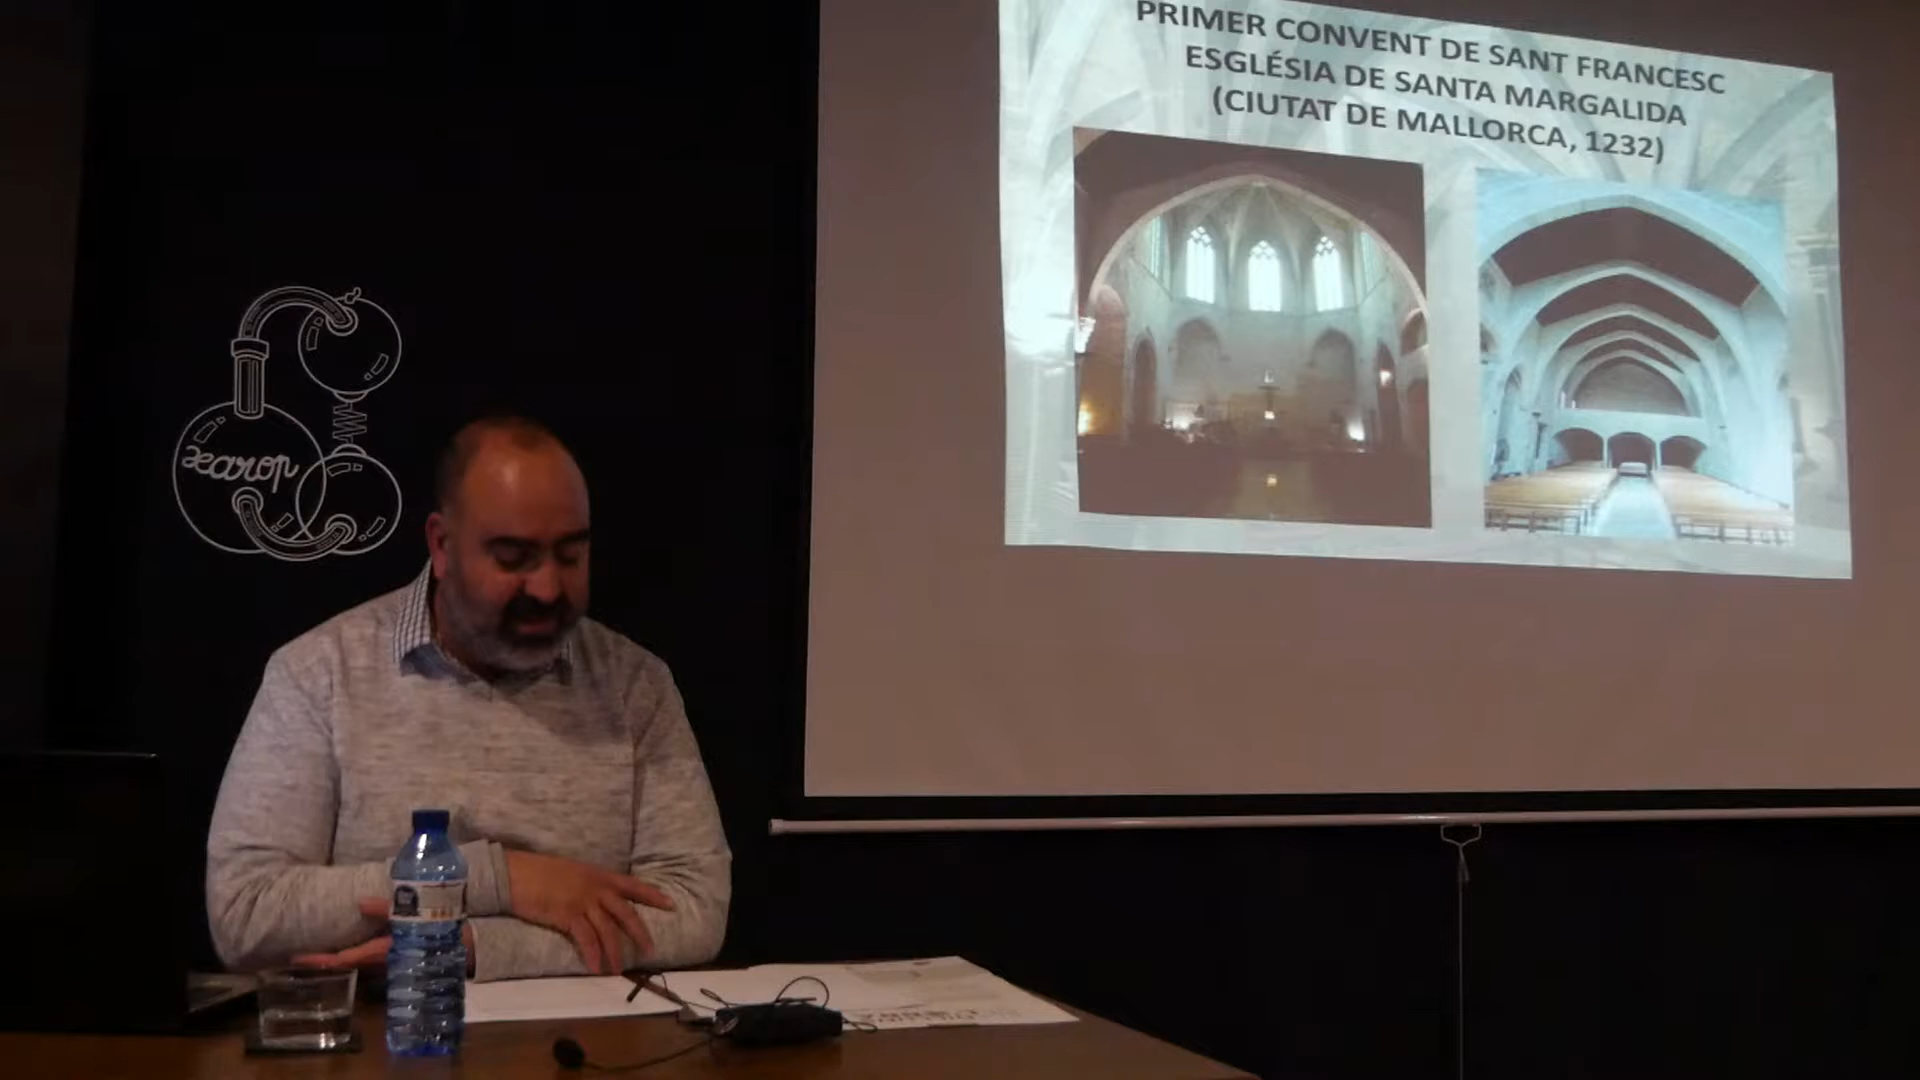 PRIMER CONVENT DE SANT FRANCESC
ESGLÉSIA DE SANTA MARGALIDA
(CIUTAT DE MALLORCA, 1232)
xarop